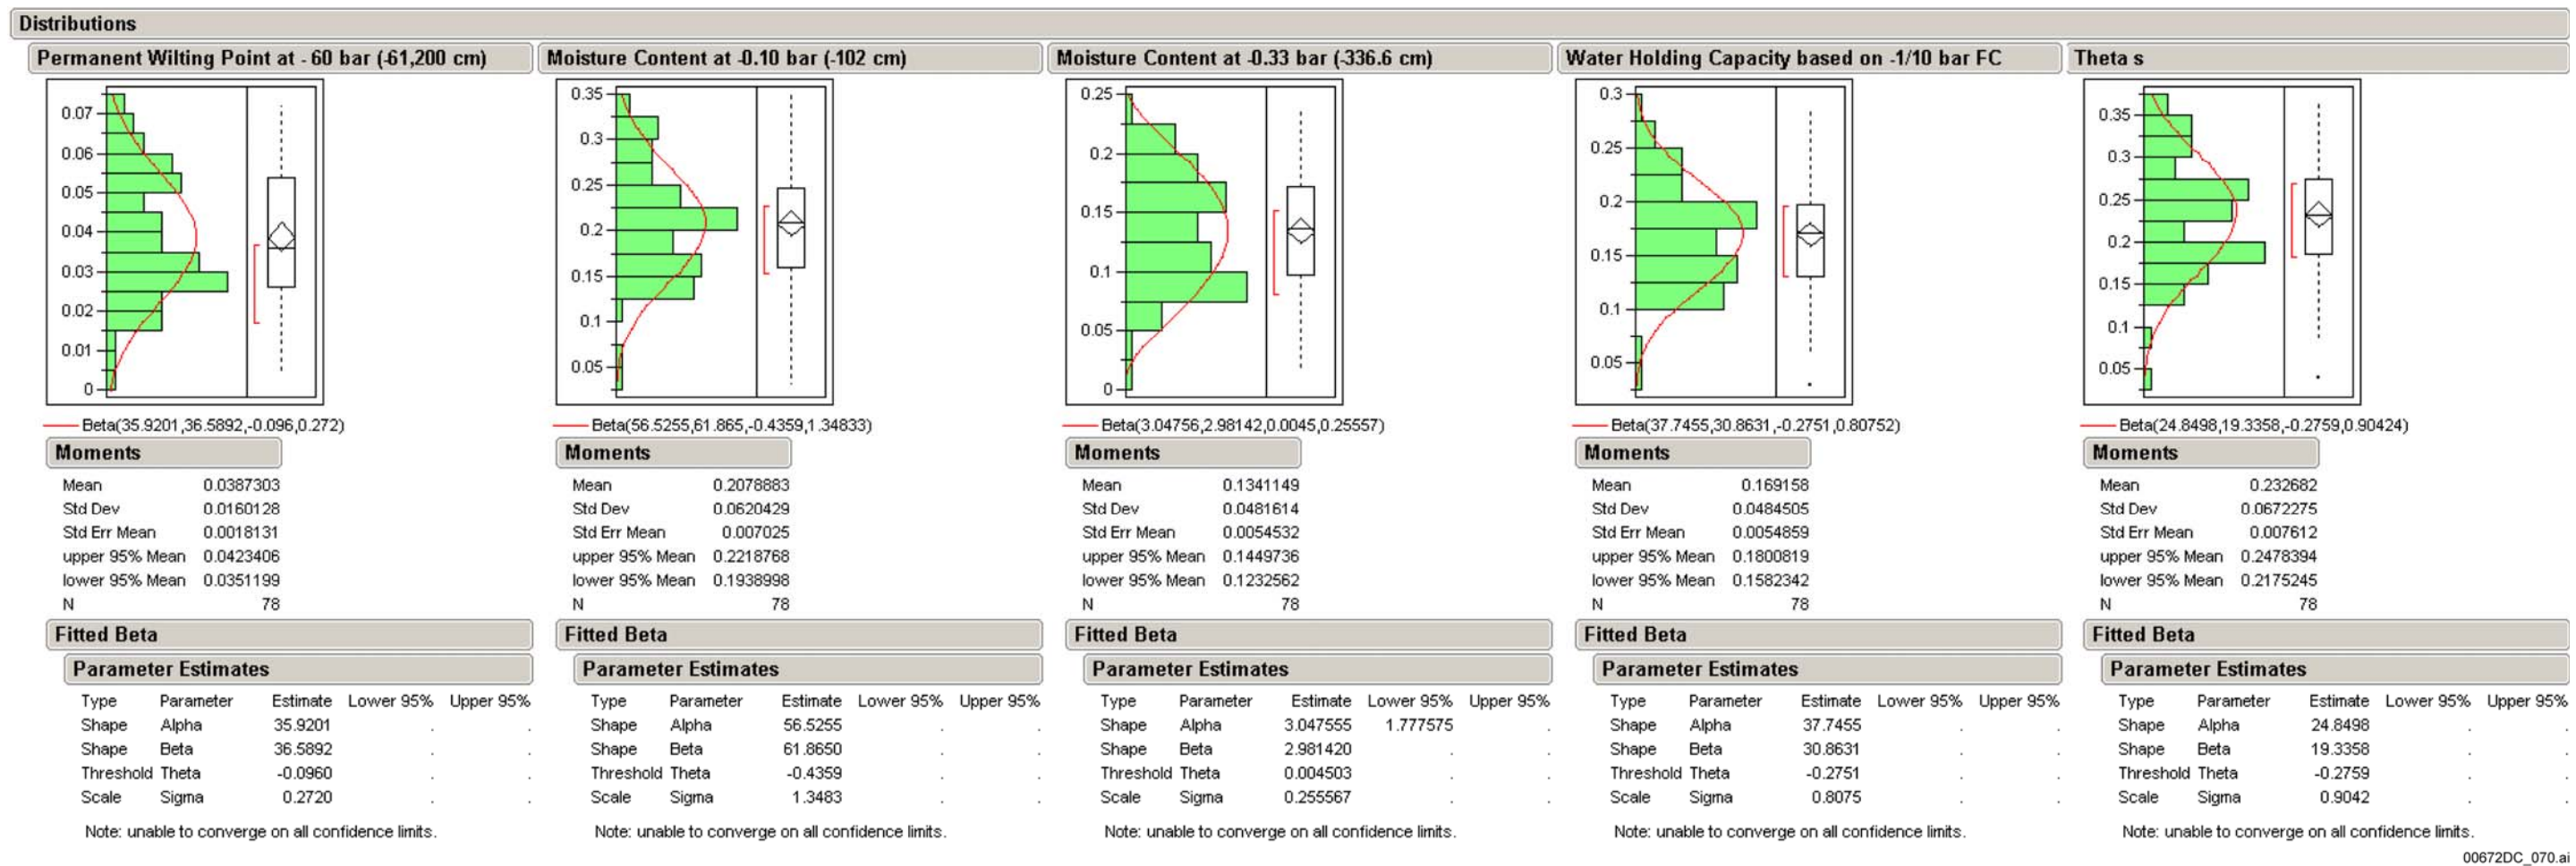 Distributions
Permanent Wilting Point at - 60 bar (-61,200 cm)
0.07
0.06
0.05
0.04
0.03
0.02
0.01
0
Beta(35.9201,36.5892,-0.096,0.272)
Moments
Mean 0.0387303
Std Dev 0.0160128
Std Err Mean 0.0018131
upper 95% Mean 0.0423406
lower 95% Mean 0.0351199
N 78
Fitted Beta
Parameter Estimates
Type Parameter Estimate Lower 95% Upper 95%
Shape Alpha 35.9201 . .
Shape Beta 36.5892 . .
Threshold Theta -0.0960 . .
Scale Sigma 0.2720 . .
Note: unable to converge on all confidence limits.
Moisture Content at -0.10 bar (-102 cm)
0.35
0.3
0.25
0.2
0.15
0.1
0.05
Beta(56.5255,61.865,-0.4359,1.34833)
Moments
Mean 0.2078883
Std Dev 0.0620429
Std Err Mean 0.007025
upper 95% Mean 0.2218768
lower 95% Mean 0.1938998
N 78
Fitted Beta
Parameter Estimates
Type Parameter Estimate Lower 95% Upper 95%
Shape Alpha 56.5255 . .
Shape Beta 61.8650 . .
Threshold Theta -0.4359 . .
Scale Sigma 1.3483 . .
Note: unable to converge on all confidence limits.
Moisture Content at -0.33 bar (-336.6 cm)
0.25
0.2
0.15
0.1
0.05
0
Beta(3.04756,2.98142,0.0045,0.25557)
Moments
Mean 0.1341149
Std Dev 0.0481614
Std Err Mean 0.0054532
upper 95% Mean 0.1449736
lower 95% Mean 0.1232562
N 78
Fitted Beta
Parameter Estimates
Type Parameter Estimate Lower 95% Upper 95%
Shape Alpha 3.047555 1.777575 .
Shape Beta 2.981420 . .
Threshold Theta 0.004503 . .
Scale Sigma 0.255567 . .
Note: unable to converge on all confidence limits.
Water Holding Capacity based on -1/10 bar FC
0.3
0.25
0.2
0.15
0.1
0.05
Beta(37.7455,30.8631,-0.2751,0.80752)
Moments
Mean 0.169158
Std Dev 0.0484505
Std Err Mean 0.0054859
upper 95% Mean 0.1800819
lower 95% Mean 0.1582342
N 78
Fitted Beta
Parameter Estimates
Type Parameter Estimate Lower 95% Upper 95%
Shape Alpha 37.7455 . .
Shape Beta 30.8631 . .
Threshold Theta -0.2751 . .
Scale Sigma 0.8075 . .
Note: unable to converge on all confidence limits.
Theta s
0.35
0.3
0.25
0.2
0.15
0.1
0.05
Beta(24.8498,19.3358,-0.2759,0.90424)
Moments
Mean 0.232682
Std Dev 0.0672275
Std Err Mean 0.007612
upper 95% Mean 0.2478394
lower 95% Mean 0.2175245
N 78
Fitted Beta
Parameter Estimates
Type Parameter Estimate Lower 95% Upper 95%
Shape Alpha 24.8498 . .
Shape Beta 19.3358 . .
Threshold Theta -0.2759 . .
Scale Sigma 0.9042 . .
Note: unable to converge on all confidence limits.
00672DC_070.ai